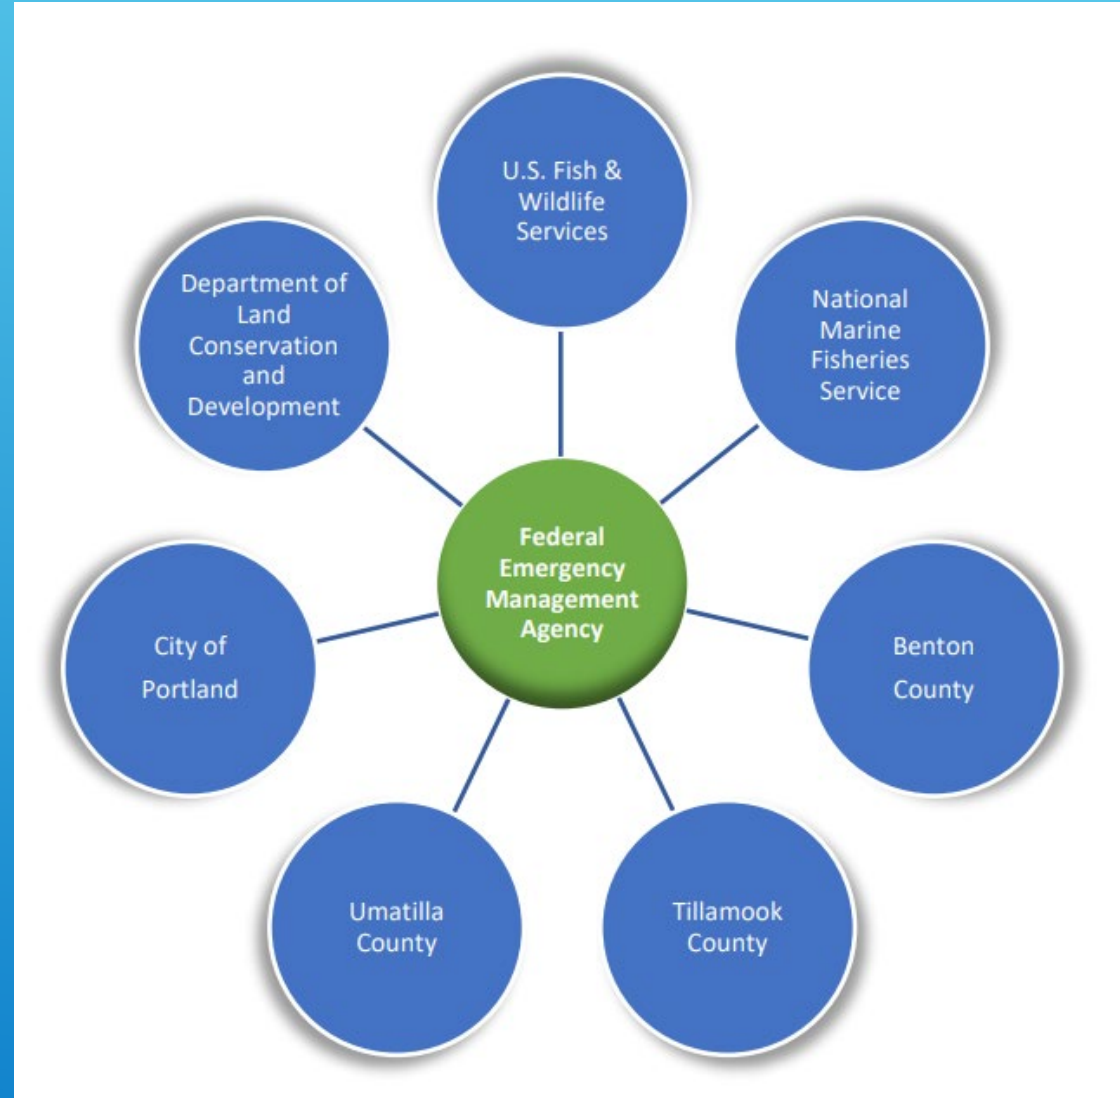 U.S. Fish &
Wildlife
Services
National
Marine
Fisheries
Service
Benton
County
Tillamook
County
Umatilla
County
City of
Portland
Department of
Land
Conservation
and
Development
Federal
Emergency
Management
Agency